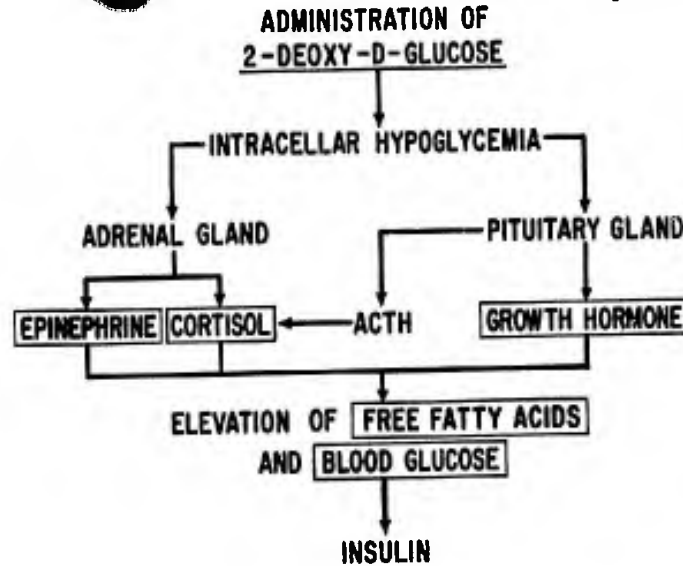 ADMINISTRATION OF
2-DEOXY-D-GLUCOSE
INTRACELLAR HYPOGLYCEMIA
ADRENAL GLAND
PITUITARY GLAND
EPINEPHRINE
CORTISOL
ACTH
GROWTH HORMONE
ELEVATION OF FREE FATTY ACIDS
AND BLOOD GLUCOSE
INSULIN